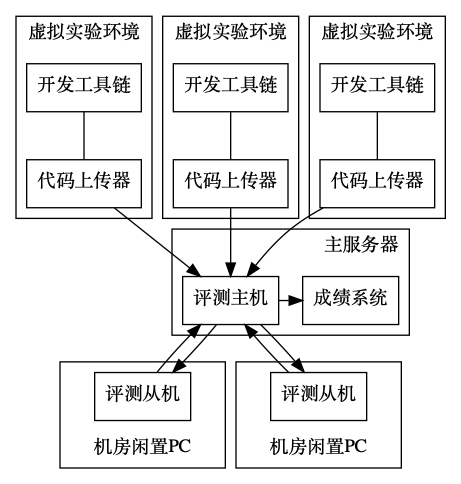 虚拟实验环境
虚拟实验环境
虚拟实验环境
开发工具链
开发工具链
开发工具链
代码上传器
代码上传器
代码上传器
主服务器
评测主机
成绩系统
评测从机
评测从机
机房闲置PC
机房闲置PC